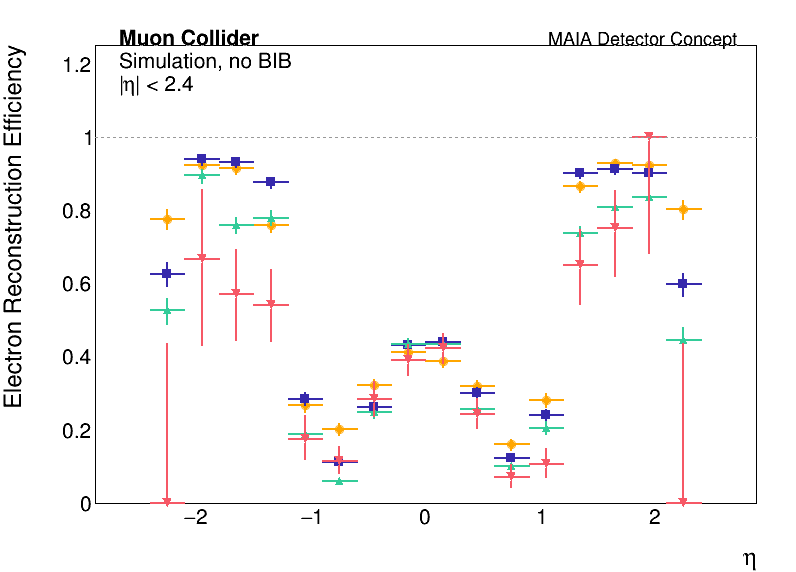 Muon Collider
MAIA Detector Concept
Simulation, no BIB
|η| < 2.4
Electron Reconstruction Efficiency
1.2
1
0.8
0.6
0.4
0.2
0
−2
−1
0
1
2
η